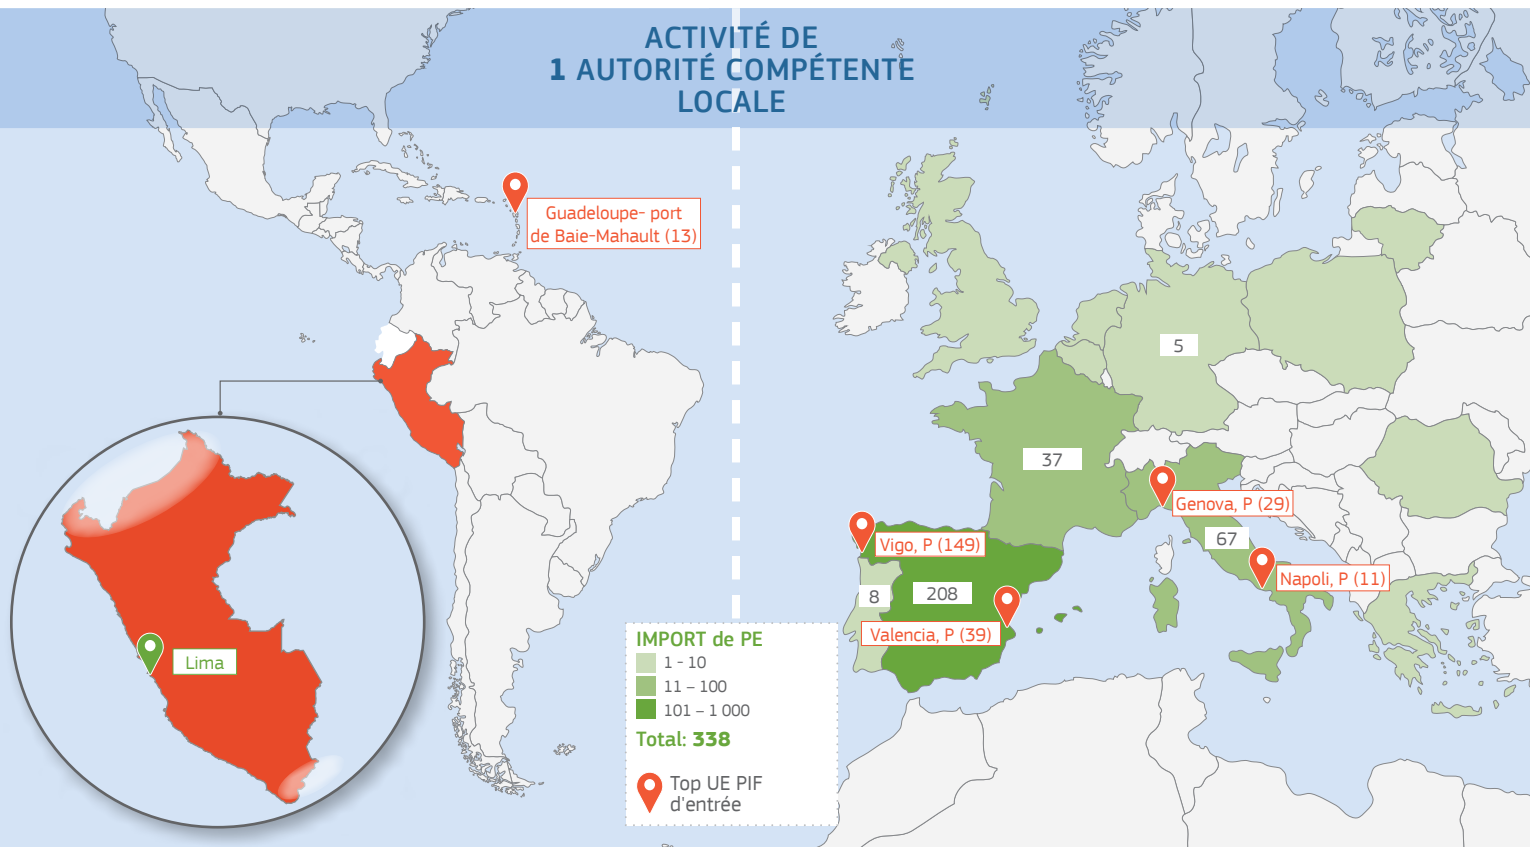 ACTIVITÉ DE
1 AUTORITÉ COMPÉTENTE
LOCALE
Guadeloupe- port
de Baie-Mahault (13)
5
37
Genova, P (29)
Vigo, P (149)
67
Napoli, P (11)
8
208
Valencia, P (39)
Lima
IMPORT de PE
1 - 10
11 – 100
101 – 1 000
Total: 338
Top UE PIF
d'entrée